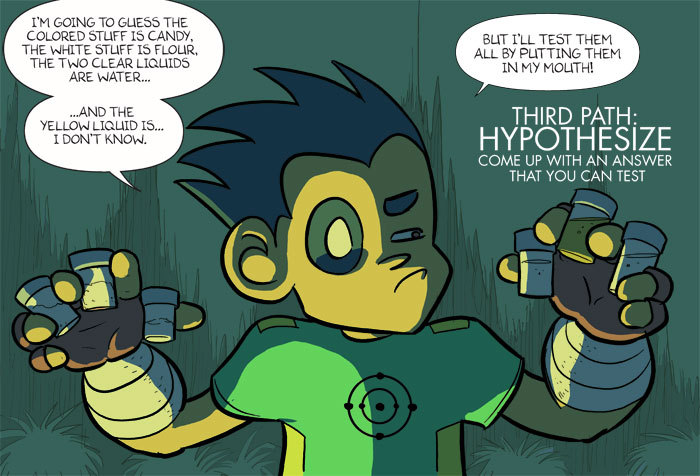 I'M GOING TO GUESS THE
COLORED STUFF IS CANDY,
THE WHITE STUFF IS FLOUR,
THE TWO CLEAR LIQUIDS
ARE WATER...
...AND THE
YELLOW LIQUID IS...
I DON'T KNOW.
BUT I'LL TEST THEM
ALL BY PUTTING THEM
IN MY MOUTH!
THIRD PATH:
HYPOTHESIZE
COME UP WITH AN ANSWER
THAT YOU CAN TEST